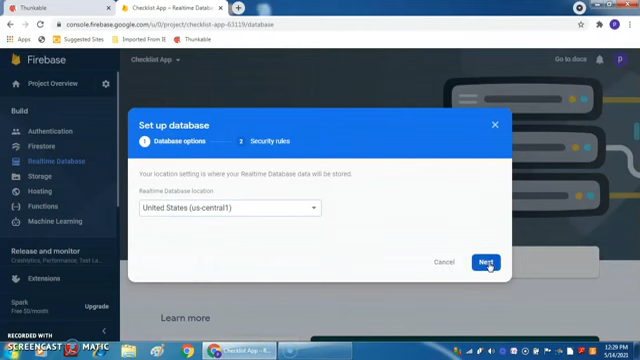 Thunkable
Checklist App – Realtime Database
console.firebase.google.com/u/0/project/checklist-app-63119/database
Apps
Suggested Sites
Imported From IE
Thunkable
Firebase
Checklist App
Go to docs
p
Project Overview
Build
Authentication
Firestore
Realtime Database
Storage
Hosting
Functions
Machine Learning
Release and monitor
Crashlytics, Performance, Test La...
Extensions
Spark
Free $0/month
Upgrade
Set up database
1 Database options
2 Security rules
Your location setting is where your Realtime Database data will be stored.
Realtime Database location
United States (us-central1)
Cancel
Next
Learn more
RECORDED WITH
SCREENCAST MATIC
Checklist App - R...
12:29 PM
5/14/2021